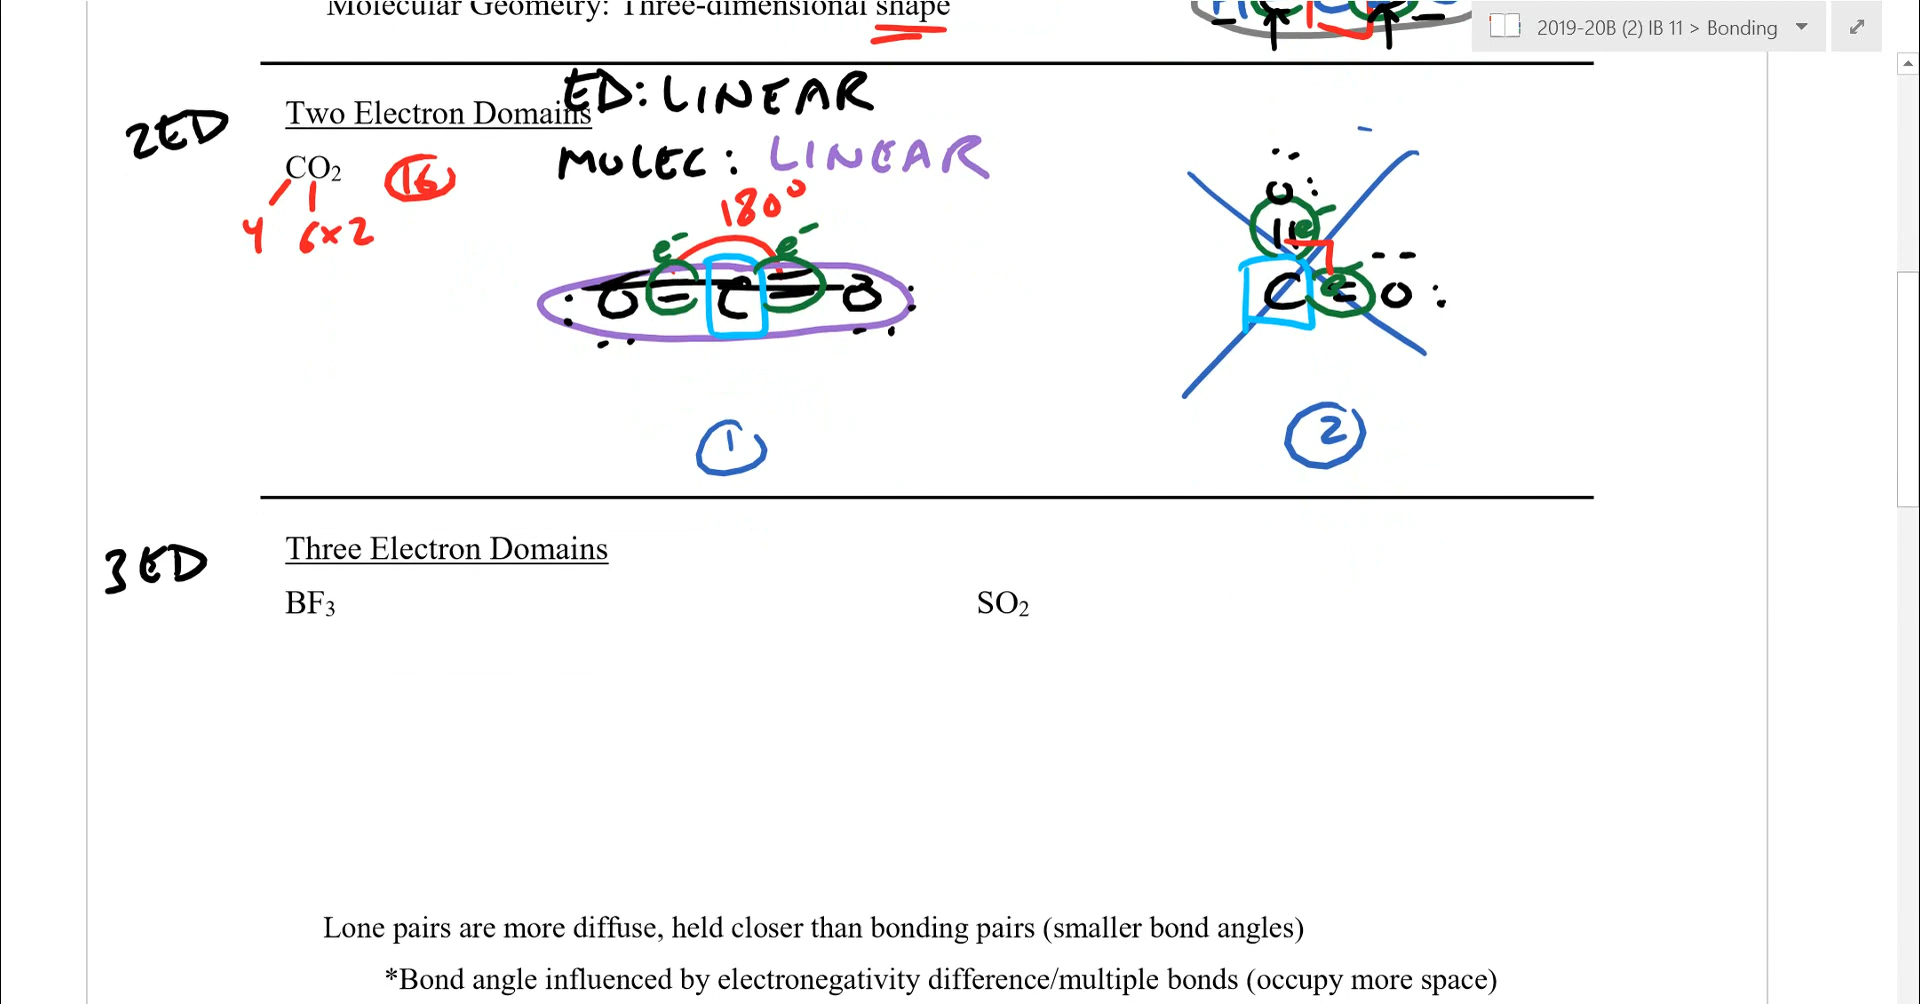 Molecular Geometry: Three-dimensional shape
2019-20B (2) IB 11 > Bonding
2ED
Two Electron Domains
ED: LINEAR
CO₂
16
MOLEC: LINEAR
4 6×2
180°
e⁻ e⁻
O = C = O
O
||
e
C = O
e
1
2
3 ED
Three Electron Domains
BF₃
SO₂
Lone pairs are more diffuse, held closer than bonding pairs (smaller bond angles)
*Bond angle influenced by electronegativity difference/multiple bonds (occupy more space)